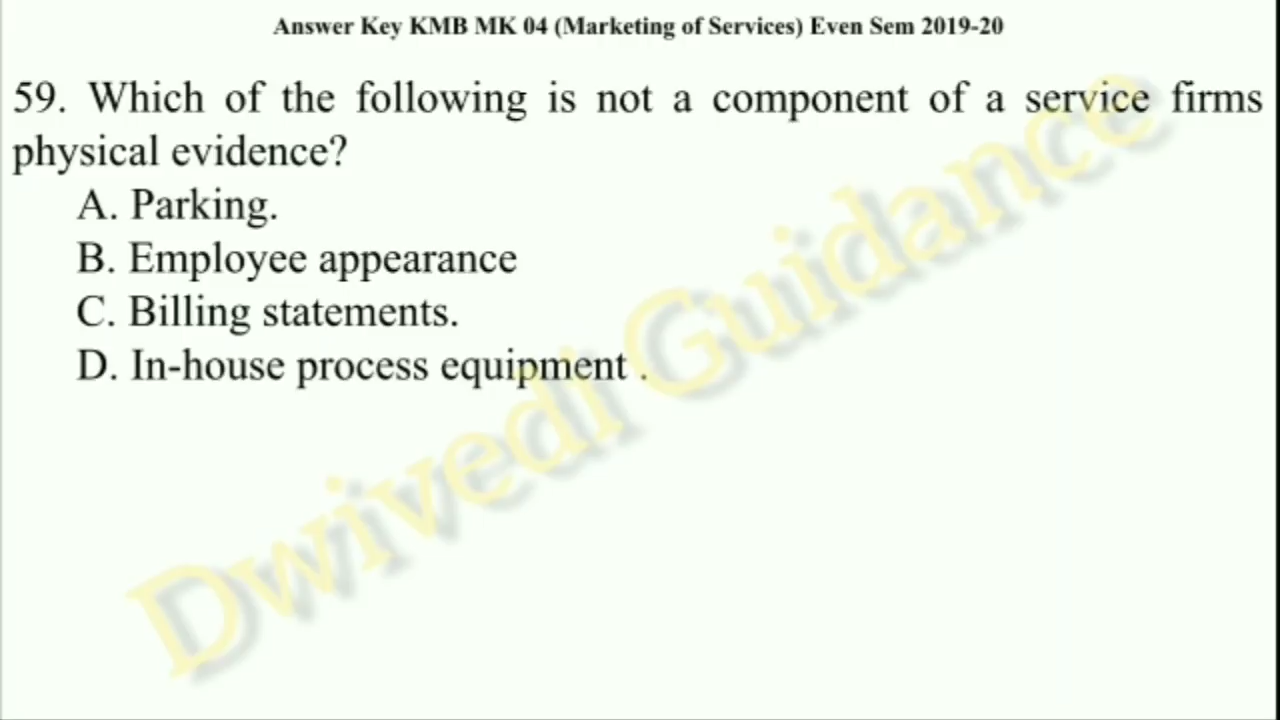 Answer Key KMB MK 04 (Marketing of Services) Even Sem 2019-20
59. Which of the following is not a component of a service firms
physical evidence?
A. Parking.
B. Employee appearance
C. Billing statements.
D. In-house process equipment .
Dwivedi Guidance